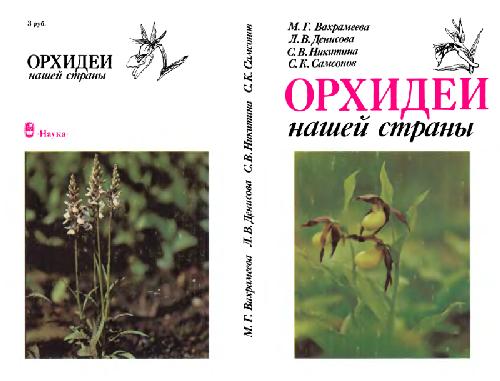 3 руб.
ОРХИДЕИ
нашей страны
·Наука·
М. Г. Вахрамеева Л. В. Денисова С. В. Никитина С. К. Самсонов
М. Г. Вахрамеева
Л. В. Денисова
С. В. Никитина
С. К. Самсонов
ОРХИДЕИ
нашей страны